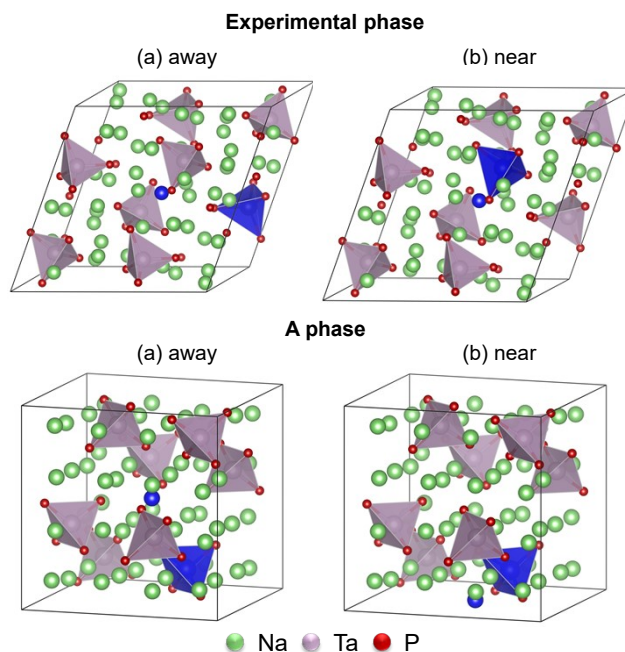 Experimental phase
(a) away
(b) near
A phase
(a) away
(b) near
Na Ta P